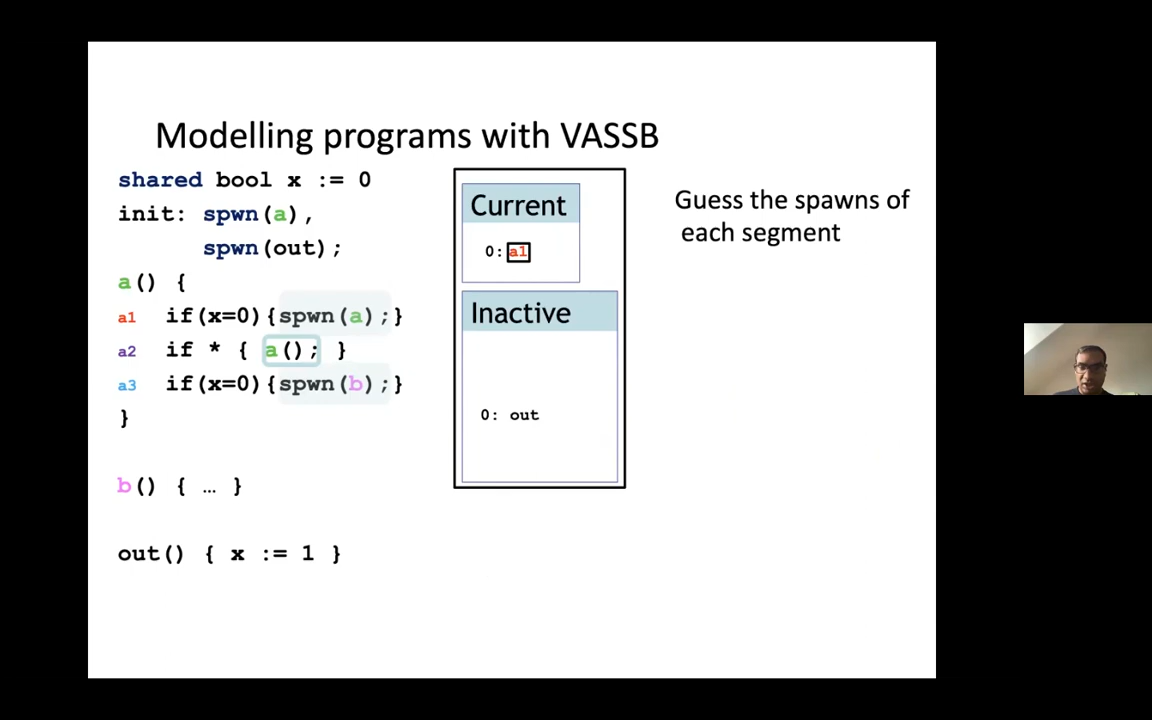 Modelling programs with VASSB
shared bool x := 0
init: spwn(a),
spwn(out);
a() {
a1 if(x=0){spwn(a);}
a2 if * { a(); }
a3 if(x=0){spwn(b);}
}
b() { … }
out() { x := 1 }
Current
0: a1
Inactive
0: out
Guess the spawns of
each segment